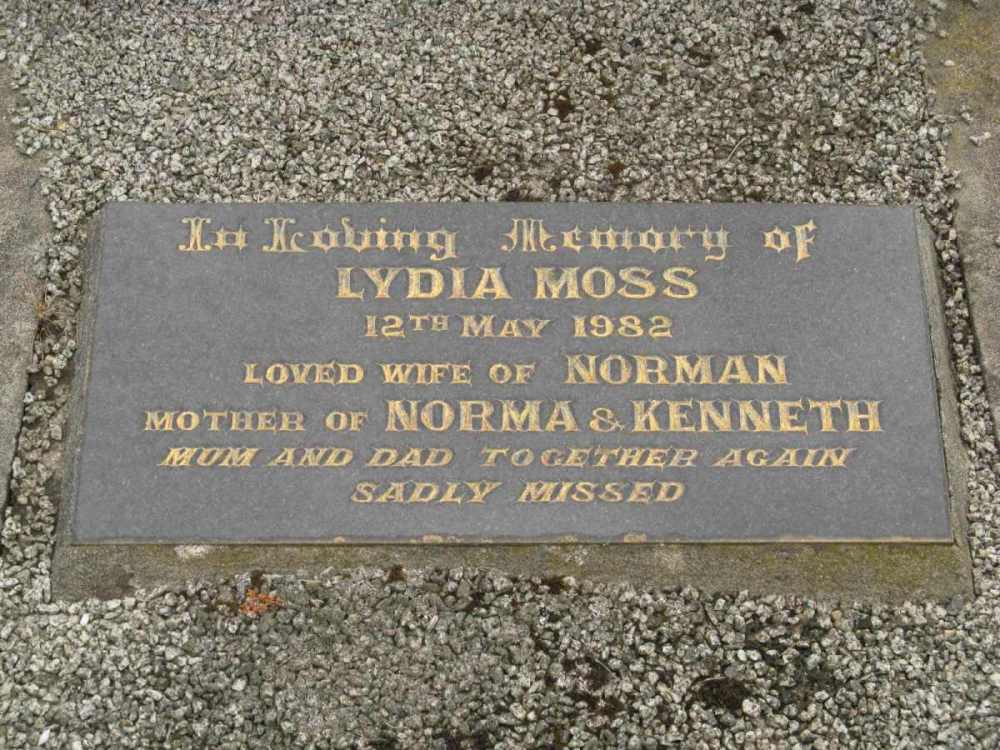 In Loving Memory of
LYDIA MOSS
12TH MAY 1982
LOVED WIFE OF NORMAN
MOTHER OF NORMA & KENNETH
MUM AND DAD TOGETHER AGAIN
SADLY MISSED